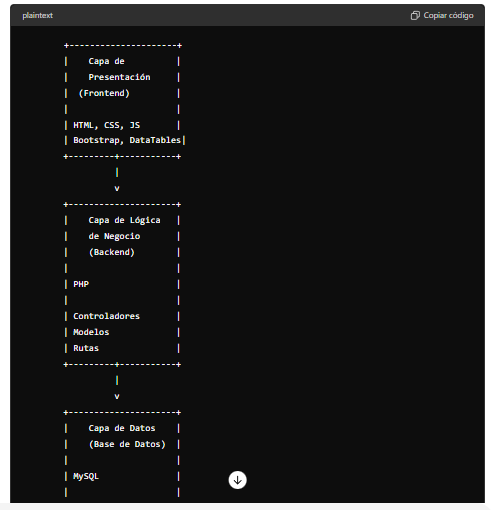 plaintext
Copiar código
+---------------------+
|    Capa de          |
|    Presentación     |
|  (Frontend)         |
|                     |
| HTML, CSS, JS       |
| Bootstrap, DataTables|
+---------+-----------+
          |
          v
+---------------------+
|    Capa de Lógica   |
|    de Negocio       |
|    (Backend)        |
|                     |
| PHP                 |
|                     |
| Controladores       |
| Modelos             |
| Rutas               |
+---------+-----------+
          |
          v
+---------------------+
|    Capa de Datos    |
|    (Base de Datos)  |
|                     |
| MySQL               |
|                     |